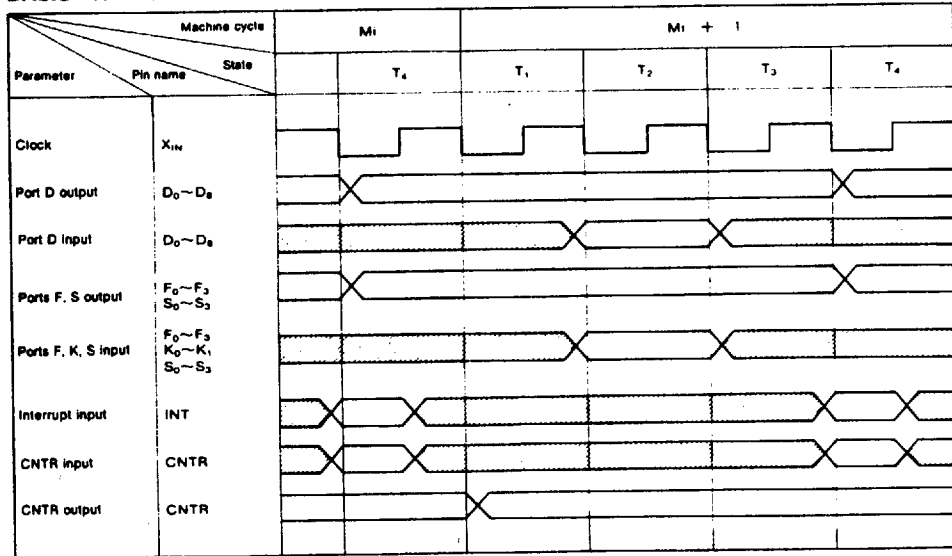 Machine cycle Mi Mi + 1
State
Parameter Pin name T₄ T₁ T₂ T₃ T₄
Clock X_IN
Port D output D₀~D₈
Port D input D₀~D₈
Ports F, S output F₀~F₃
S₀~S₃
Ports F, K, S input F₀~F₃
K₀~K₁
S₀~S₃
Interrupt input INT
CNTR input CNTR
CNTR output CNTR